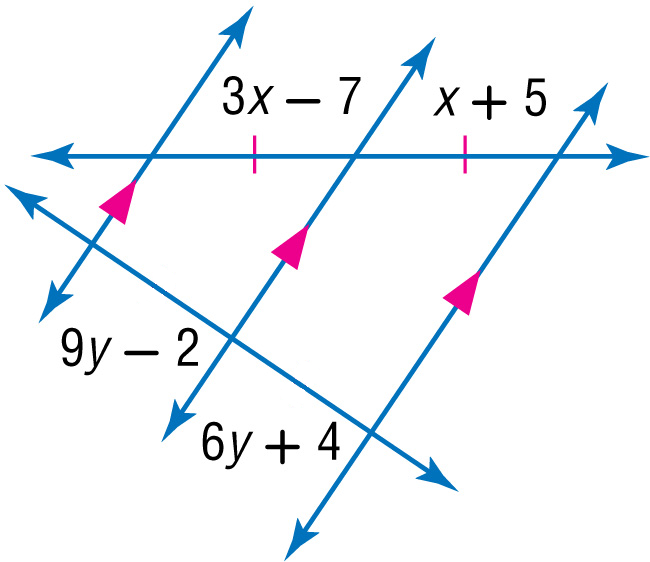 3x – 7
x + 5
9y – 2
6y + 4